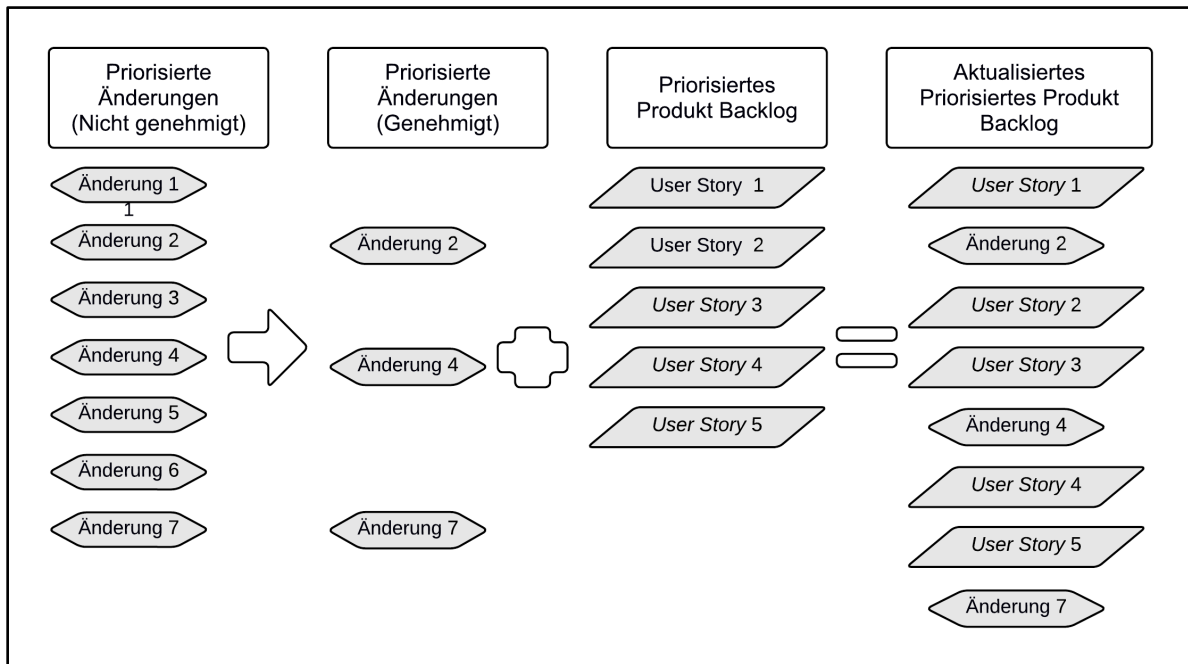 Priorisierte
Änderungen
(Nicht genehmigt)
Priorisierte
Änderungen
(Genehmigt)
Priorisiertes
Produkt Backlog
Aktualisiertes
Priorisiertes Produkt
Backlog
Änderung 1
1
Änderung 2
Änderung 3
Änderung 4
Änderung 5
Änderung 6
Änderung 7
Änderung 2
Änderung 4
Änderung 7
User Story 1
User Story 2
User Story 3
User Story 4
User Story 5
User Story 1
Änderung 2
User Story 2
User Story 3
Änderung 4
User Story 4
User Story 5
Änderung 7